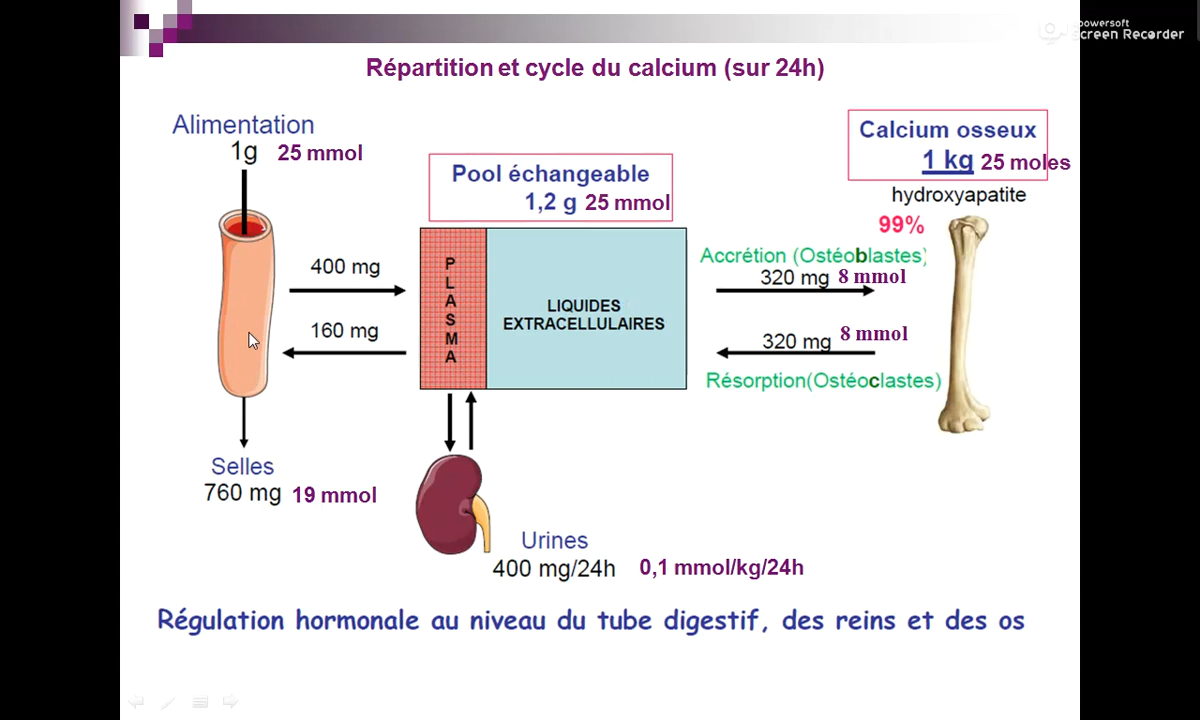 powersoft
Screen Recorder
Répartition et cycle du calcium (sur 24h)
Alimentation
1g 25 mmol
Calcium osseux
1 kg 25 moles
hydroxyapatite
99%
Pool échangeable
1,2 g 25 mmol
400 mg
160 mg
PLASMA
LIQUIDES
EXTRACELLULAIRES
Accrétion (Ostéoblastes)
320 mg 8 mmol
320 mg 8 mmol
Résorption(Ostéoclastes)
Selles
760 mg 19 mmol
Urines
400 mg/24h 0,1 mmol/kg/24h
Régulation hormonale au niveau du tube digestif, des reins et des os